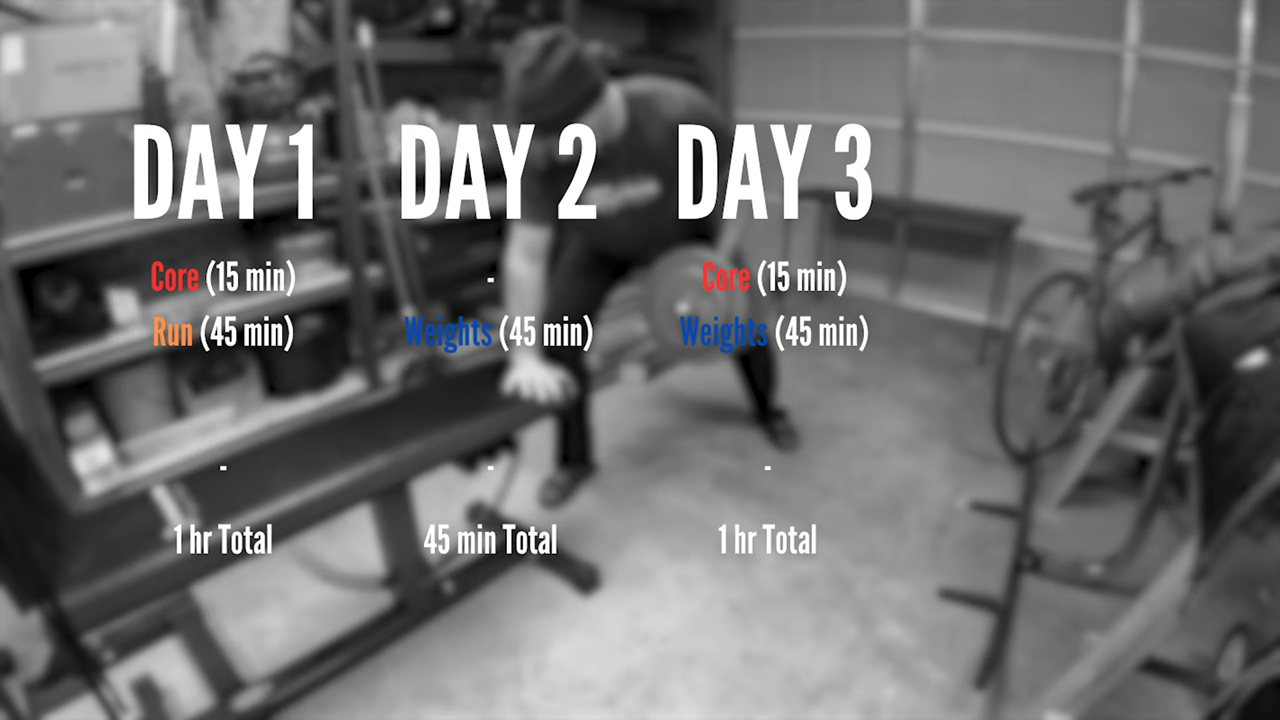 DAY 1 DAY 2 DAY 3
Core (15 min) - Core (15 min)
Run (45 min) Weights (45 min) Weights (45 min)
- - -
1 hr Total 45 min Total 1 hr Total